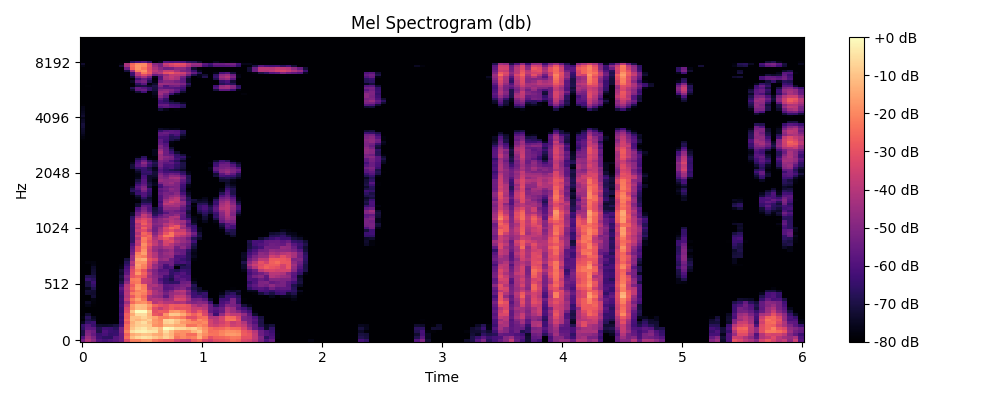 Mel Spectrogram (db)
Hz
8192
4096
2048
1024
512
0
0 1 2 3 4 5 6
Time
+0 dB
-10 dB
-20 dB
-30 dB
-40 dB
-50 dB
-60 dB
-70 dB
-80 dB